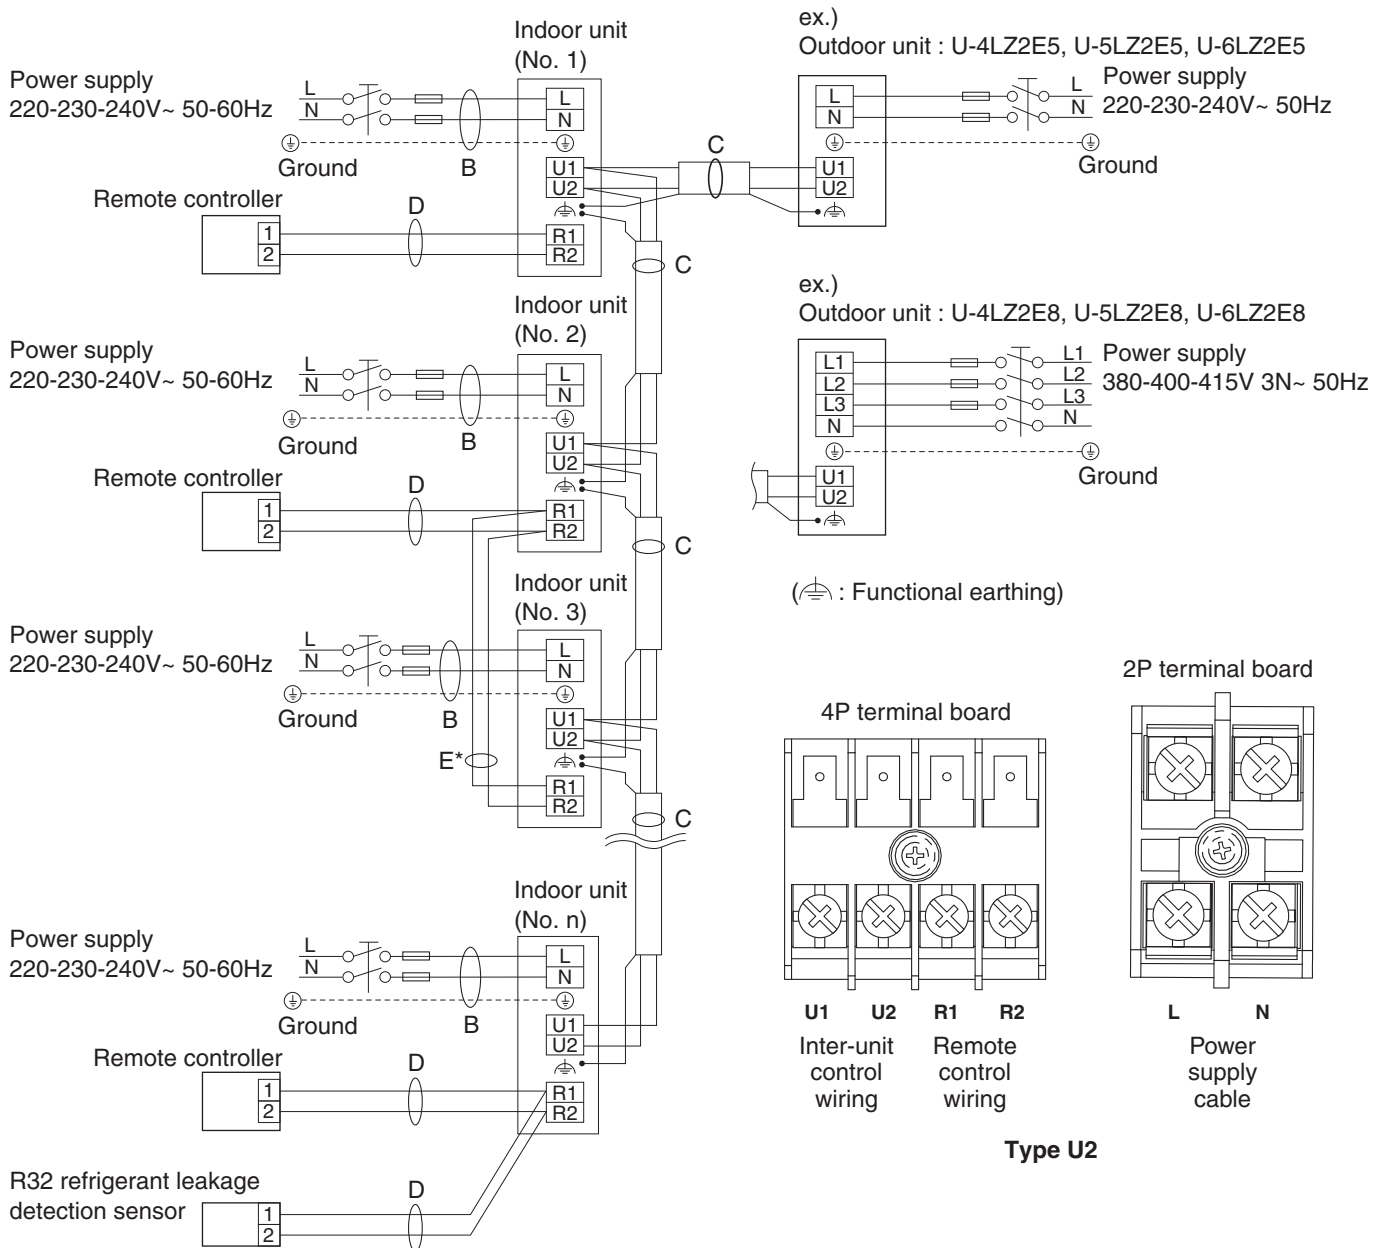 Indoor unit
(No. 1)
Power supply
220-230-240V~ 50-60Hz
L
N
Ground
B
L
N
U1
U2
R1
R2
Remote controller
1
2
D
C
C
ex.)
Outdoor unit : U-4LZ2E5, U-5LZ2E5, U-6LZ2E5
L
N
U1
U2
L
N
Power supply
220-230-240V~ 50Hz
Ground
Indoor unit
(No. 2)
Power supply
220-230-240V~ 50-60Hz
L
N
Ground
B
L
N
U1
U2
R1
R2
Remote controller
1
2
D
C
ex.)
Outdoor unit : U-4LZ2E8, U-5LZ2E8, U-6LZ2E8
L1
L2
L3
N
U1
U2
L1
L2
L3
N
Power supply
380-400-415V 3N~ 50Hz
Ground
( : Functional earthing)
Indoor unit
(No. 3)
Power supply
220-230-240V~ 50-60Hz
L
N
Ground
B
L
N
U1
U2
R1
R2
E*
C
Indoor unit
(No. n)
Power supply
220-230-240V~ 50-60Hz
L
N
Ground
B
L
N
U1
U2
R1
R2
Remote controller
1
2
D
R32 refrigerant leakage
detection sensor
1
2
D
4P terminal board
U1 U2 R1 R2
Inter-unit
control
wiring
Remote
control
wiring
2P terminal board
L N
Power
supply
cable
Type U2